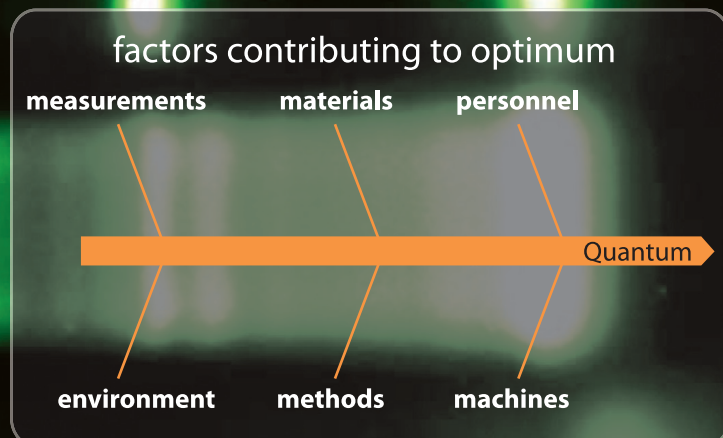 factors contributing to optimum
measurements materials personnel
Quantum
environment methods machines